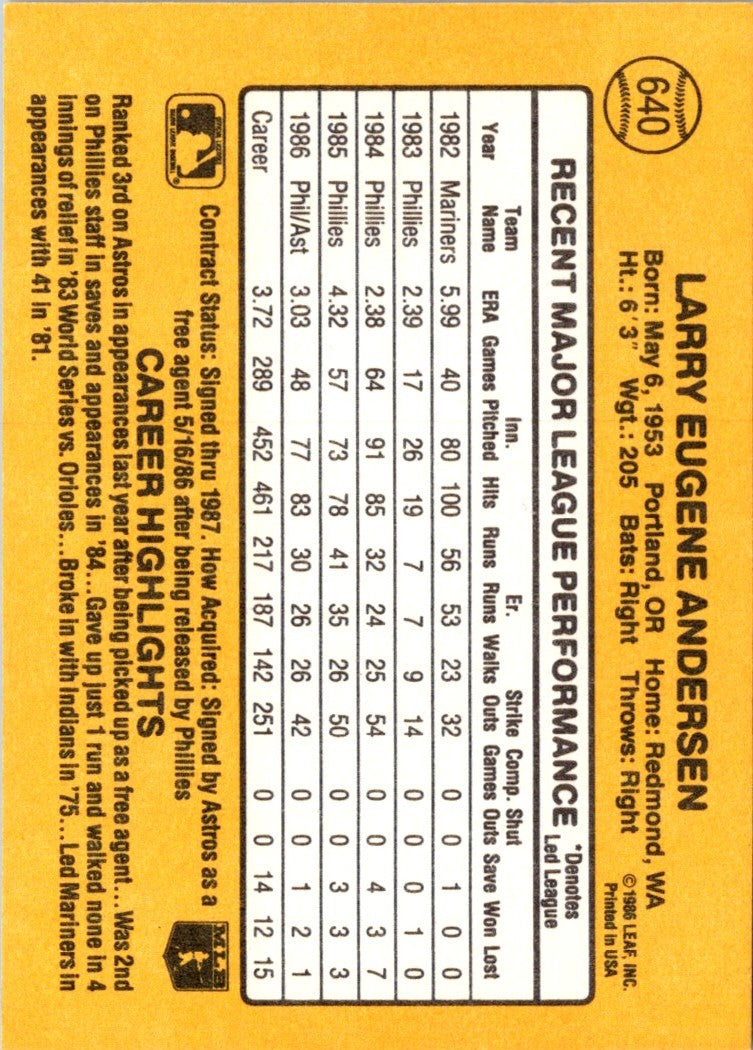 640
LARRY EUGENE ANDERSEN
Born: May 6, 1953 Portland, OR Home: Redmond, WA
Ht.: 6'3" Wgt.: 205 Bats: Right Throws: Right
© 1986 LEAF, INC.
Printed in USA
RECENT MAJOR LEAGUE PERFORMANCE *Denotes Led League
Year Team Name ERA Games Inn. Pitched Hits Runs Er. Runs Walks Strike Outs Comp. Games Shut Outs Save Won Lost
1982 Mariners 5.99 40 80 100 56 53 23 32 0 0 1 0 0
1983 Phillies 2.39 17 26 19 7 7 9 14 0 0 0 1 0
1984 Phillies 2.38 64 91 85 32 24 25 54 0 0 4 3 7
1985 Phillies 4.32 57 73 78 41 35 26 50 0 0 3 3 3
1986 Phil/Ast 3.03 48 77 83 30 26 26 42 0 0 1 2 1
Career 3.72 289 452 461 217 187 142 251 0 0 14 12 15
Contract Status: Signed thru 1987. How Acquired: Signed by Astros as a
free agent 5/16/86 after being released by Phillies
MLB
CAREER HIGHLIGHTS
Ranked 3rd on Astros in appearances last year after being picked up as a free agent... Was 2nd
on Phillies staff in saves and appearances in '84... Gave up just 1 run and walked none in 4
innings of relief in '83 World Series vs. Orioles... Broke in with Indians in '75... Led Mariners in
appearances with 41 in '81.